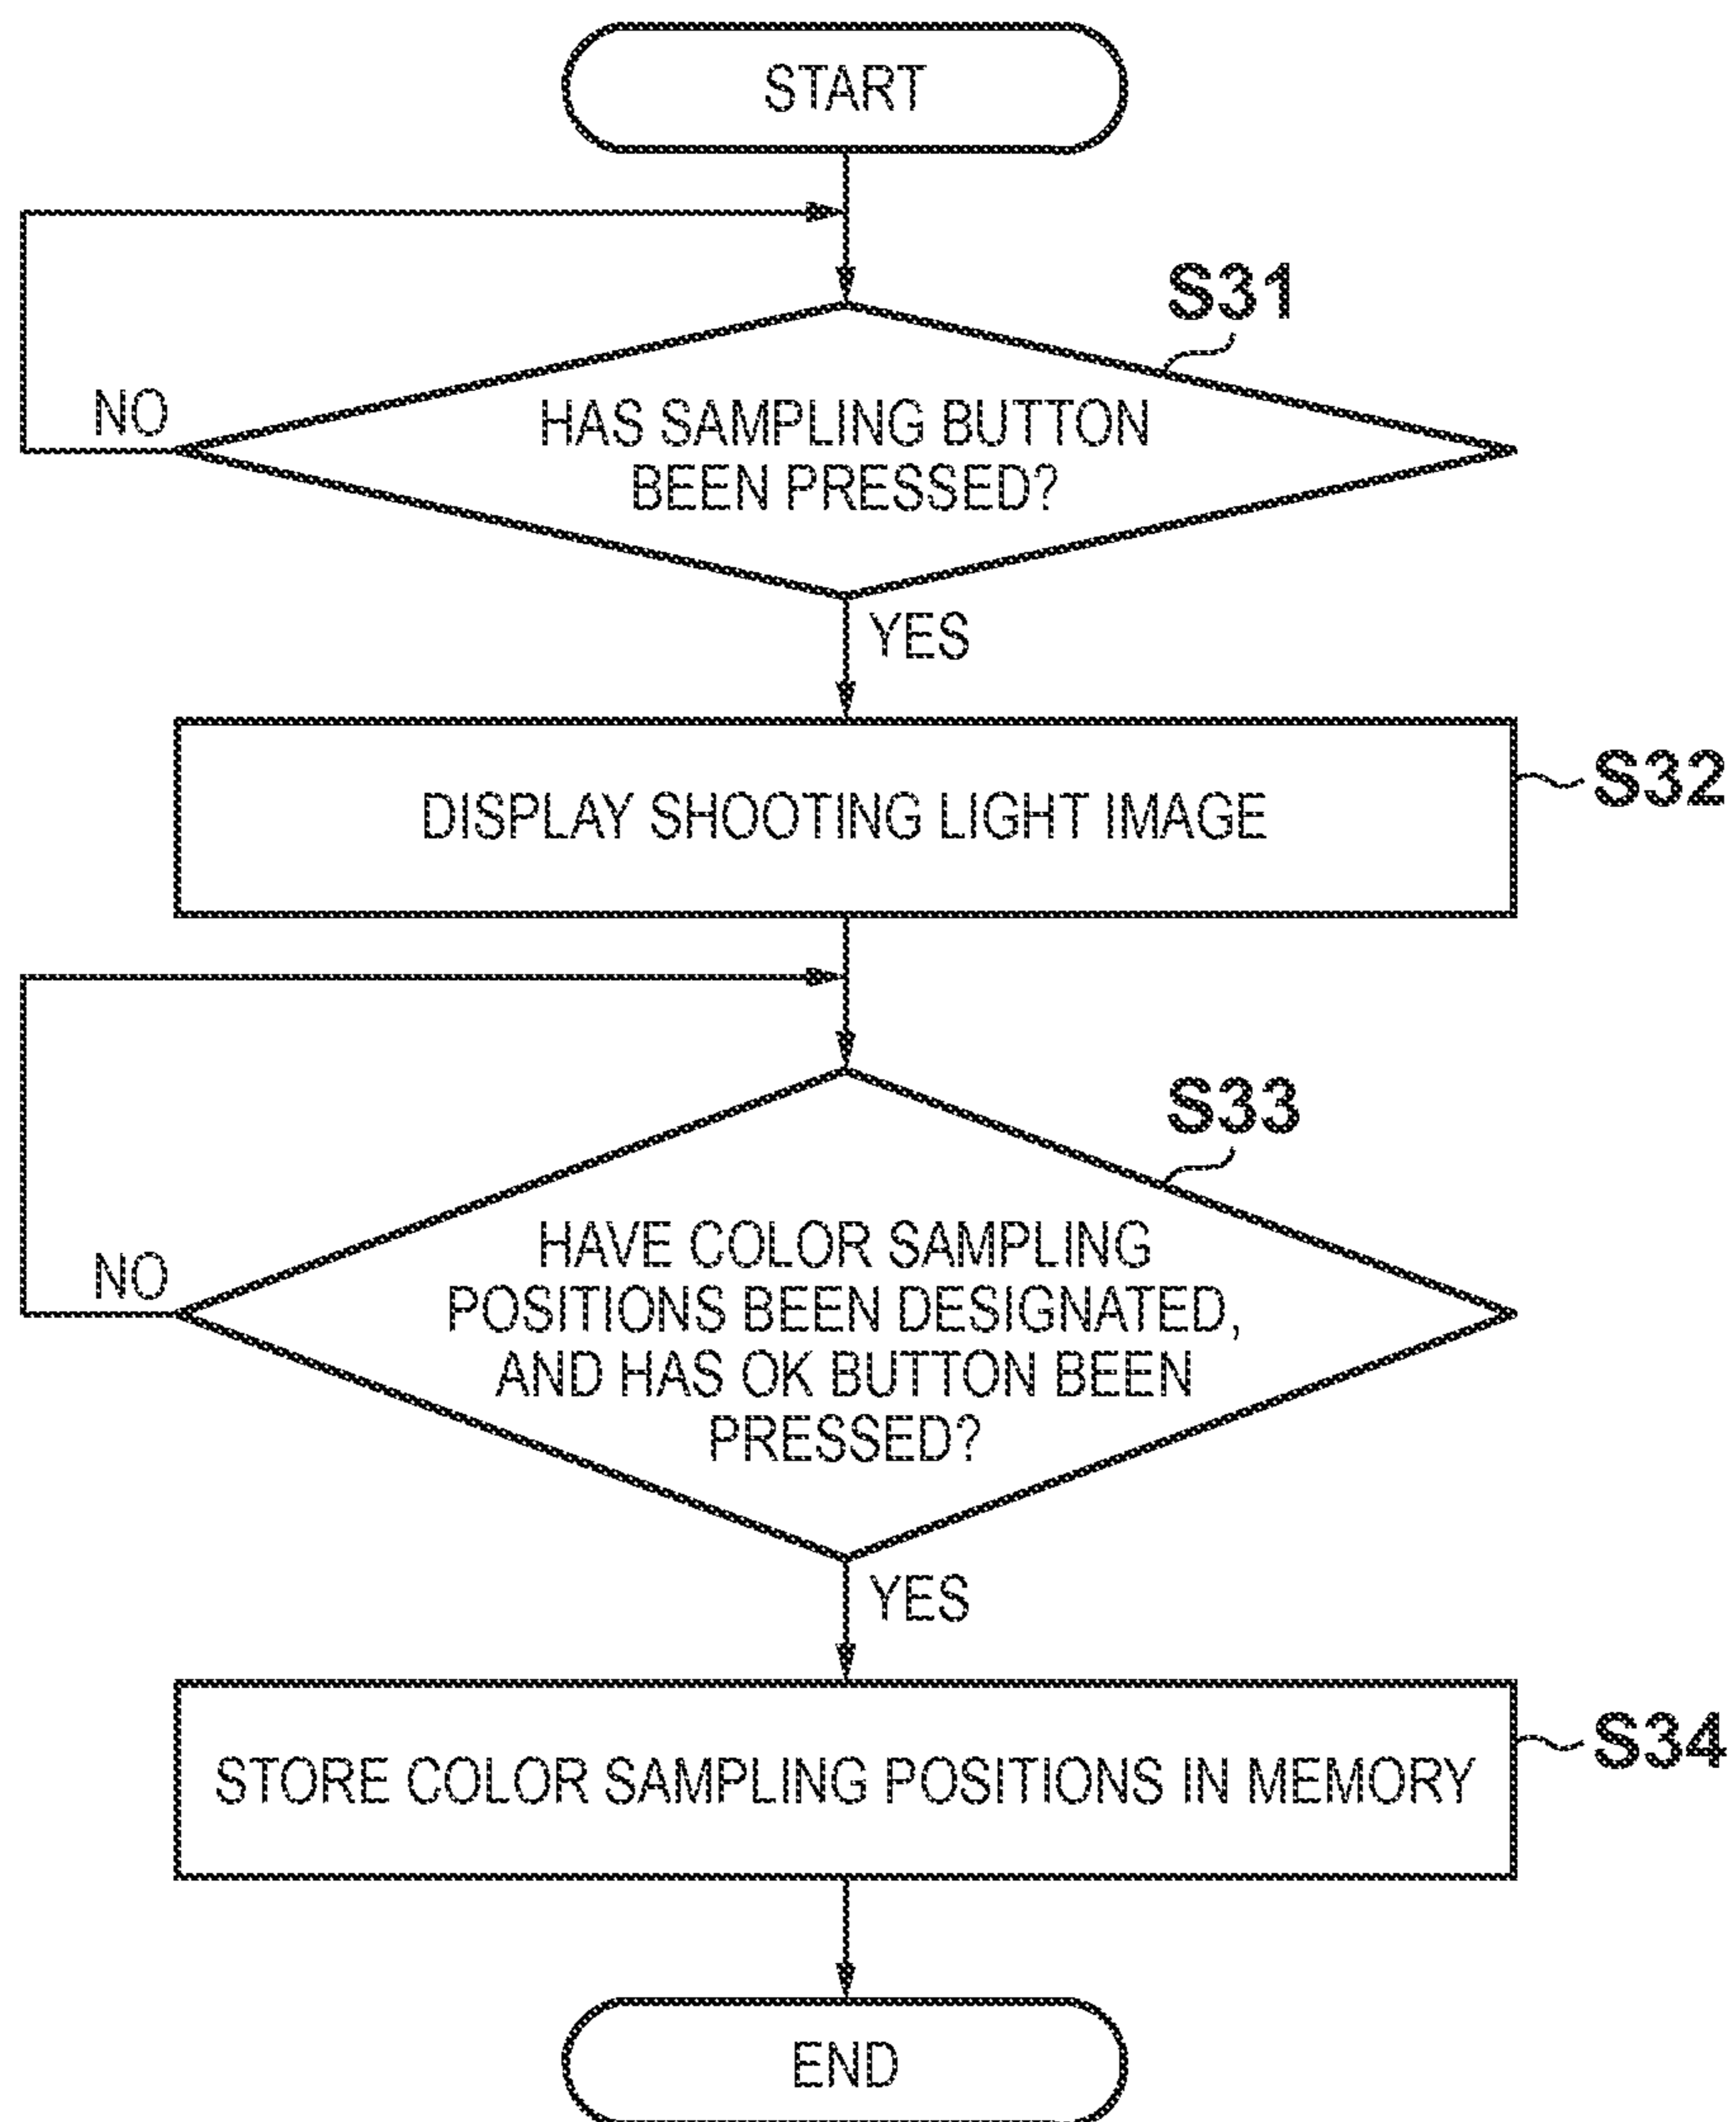 START
S31
NO
HAS SAMPLING BUTTON
BEEN PRESSED?
YES
S32
DISPLAY SHOOTING LIGHT IMAGE
S33
HAVE COLOR SAMPLING
NO
POSITIONS BEEN DESIGNATED,
AND HAS OK BUTTON BEEN
PRESSED?
YES
S34
STORE COLOR SAMPLING POSITIONS IN MEMORY
END